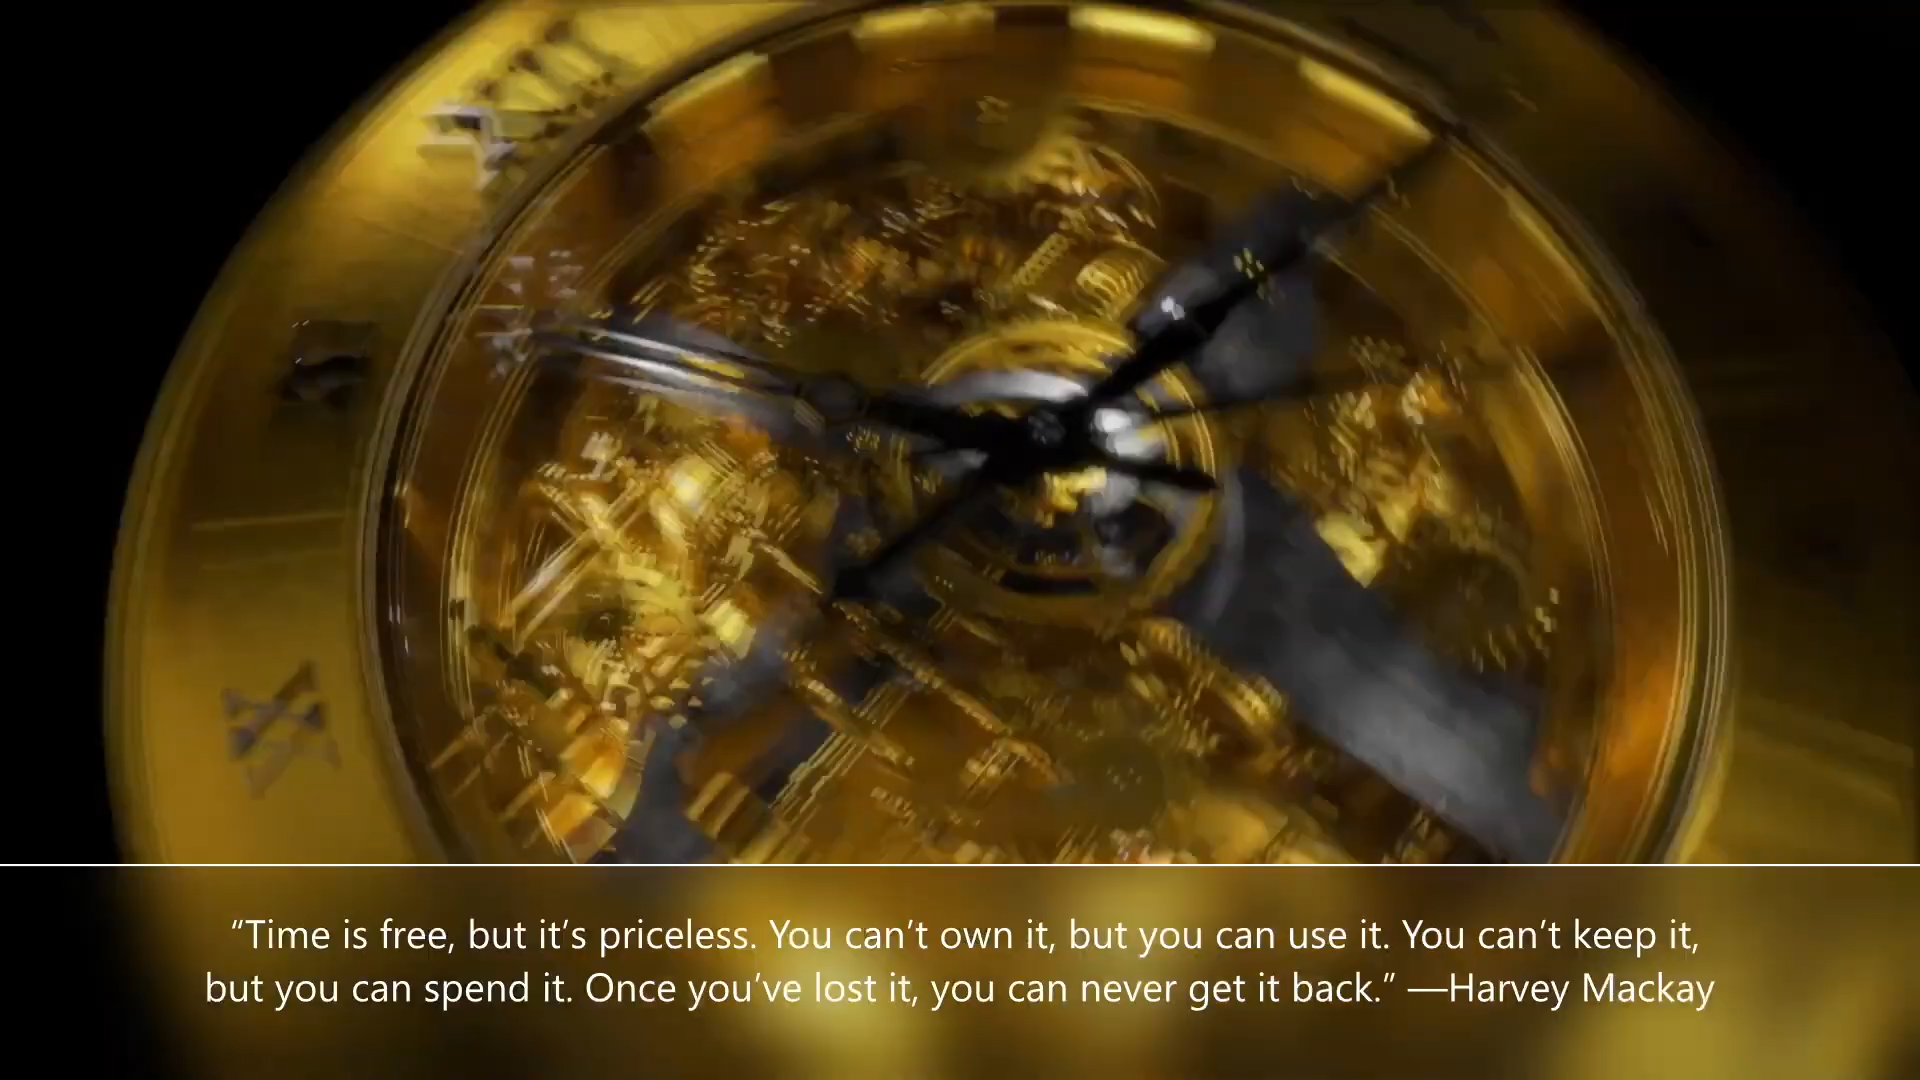 “Time is free, but it’s priceless. You can’t own it, but you can use it. You can’t keep it,
but you can spend it. Once you’ve lost it, you can never get it back.” —Harvey Mackay